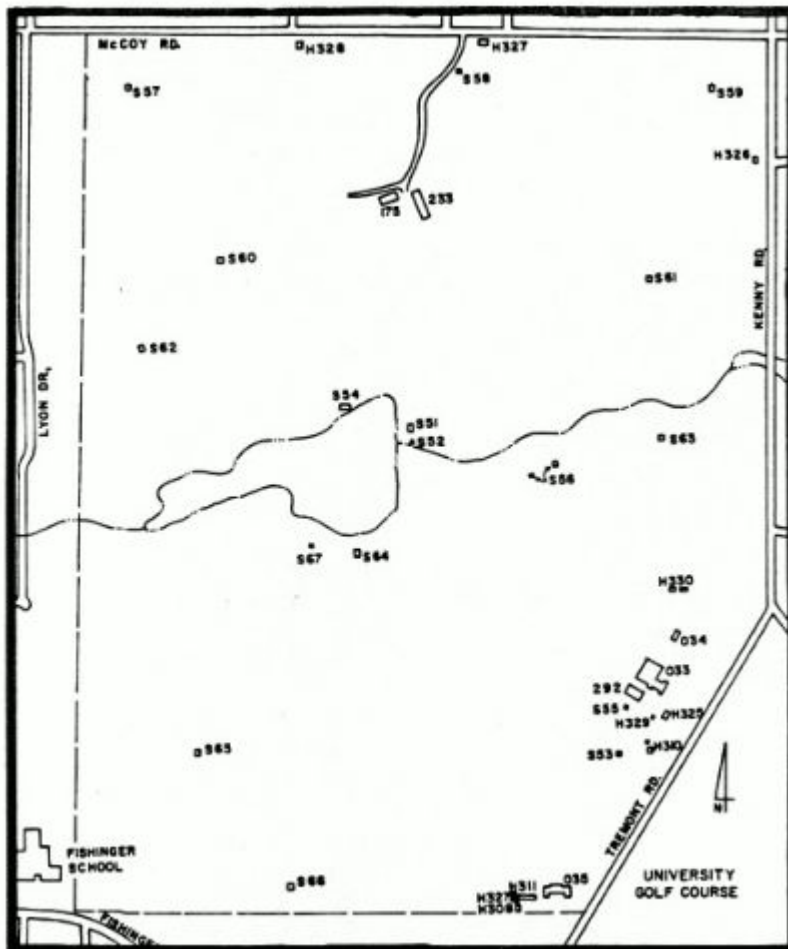 McCOY RD.
H328
H327
S58
S57
S59
H326
175
233
S60
S61
KENNY RD.
S62
LYON DR.
S54
S51
S52
S63
S56
S67
S64
H330
034
033
292
S55
H329
H325
H310
S53
S65
TREMONT RD.
N
FISHINGER
SCHOOL
S66
H311
035
UNIVERSITY
GOLF COURSE
FISHINGER